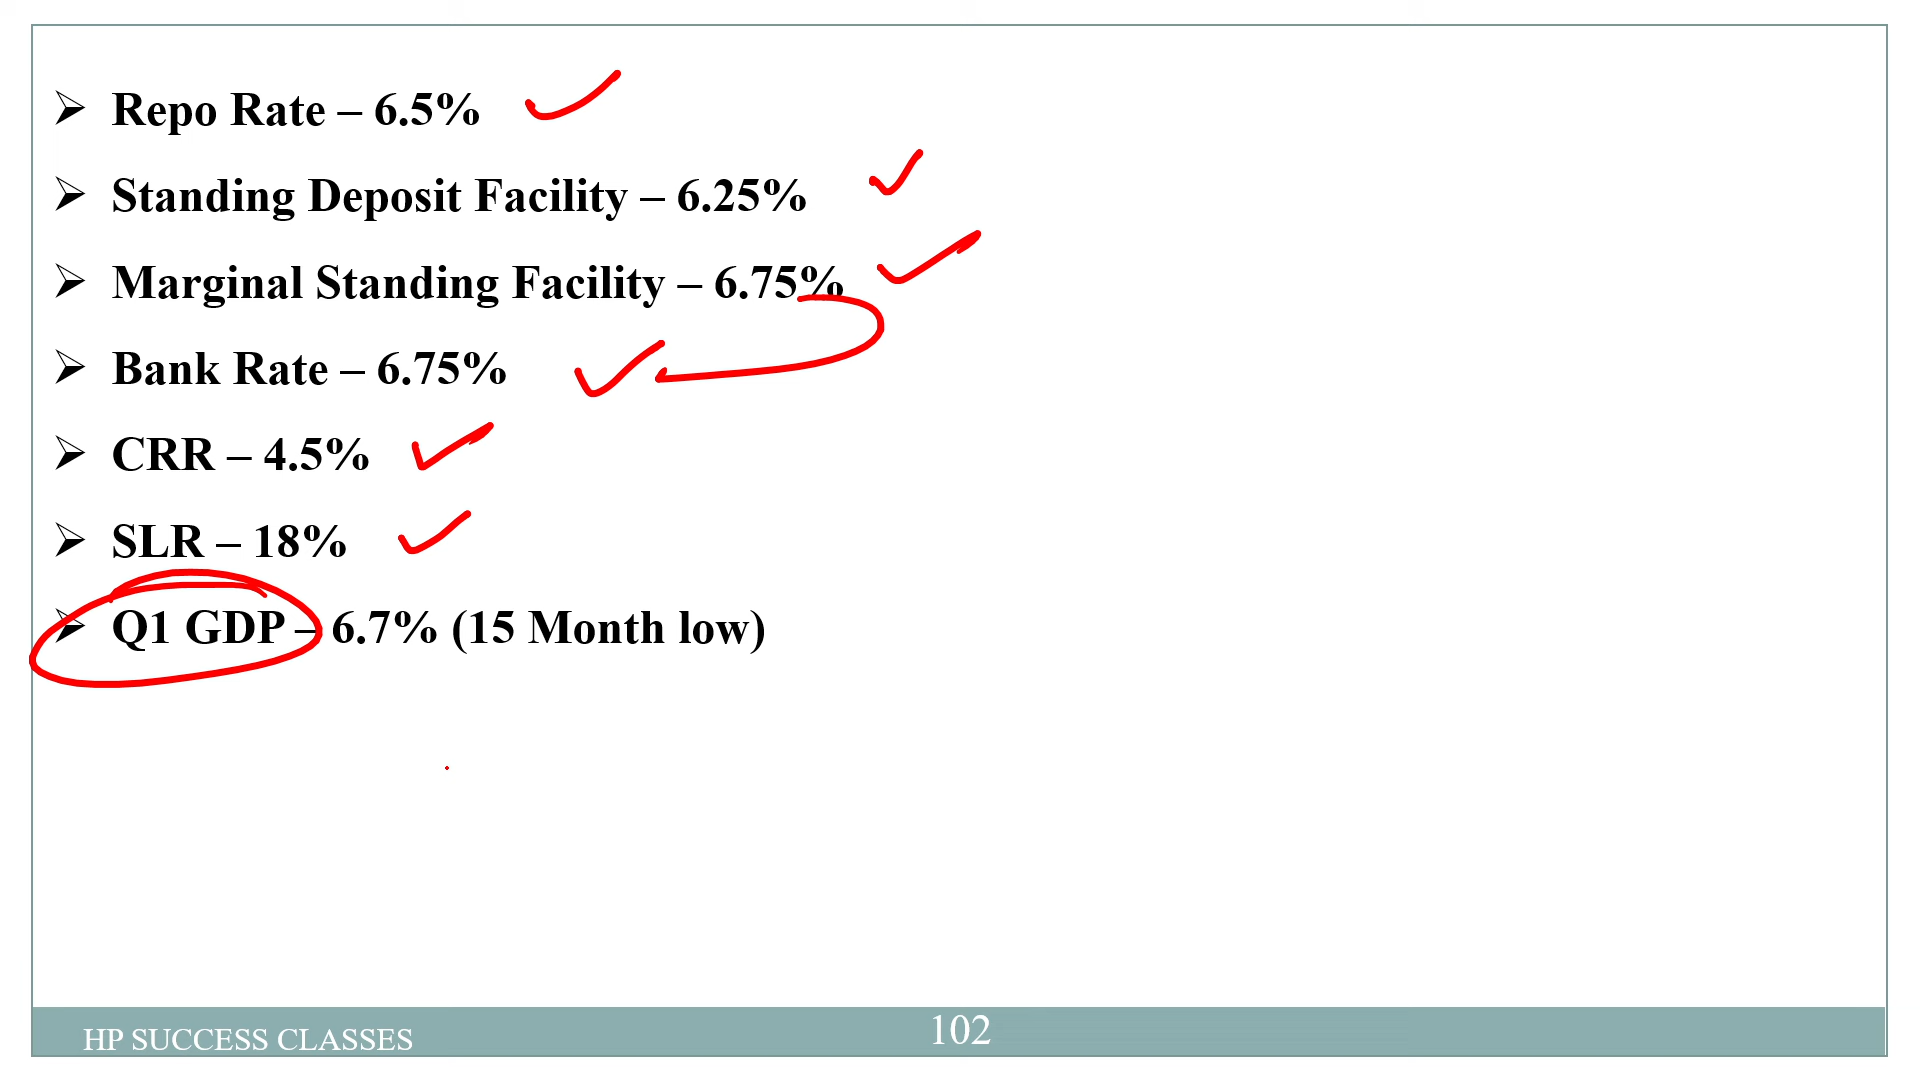 Repo Rate – 6.5%
Standing Deposit Facility – 6.25%
Marginal Standing Facility – 6.75%
Bank Rate – 6.75%
CRR – 4.5%
SLR – 18%
Q1 GDP – 6.7% (15 Month low)
HP SUCCESS CLASSES
102